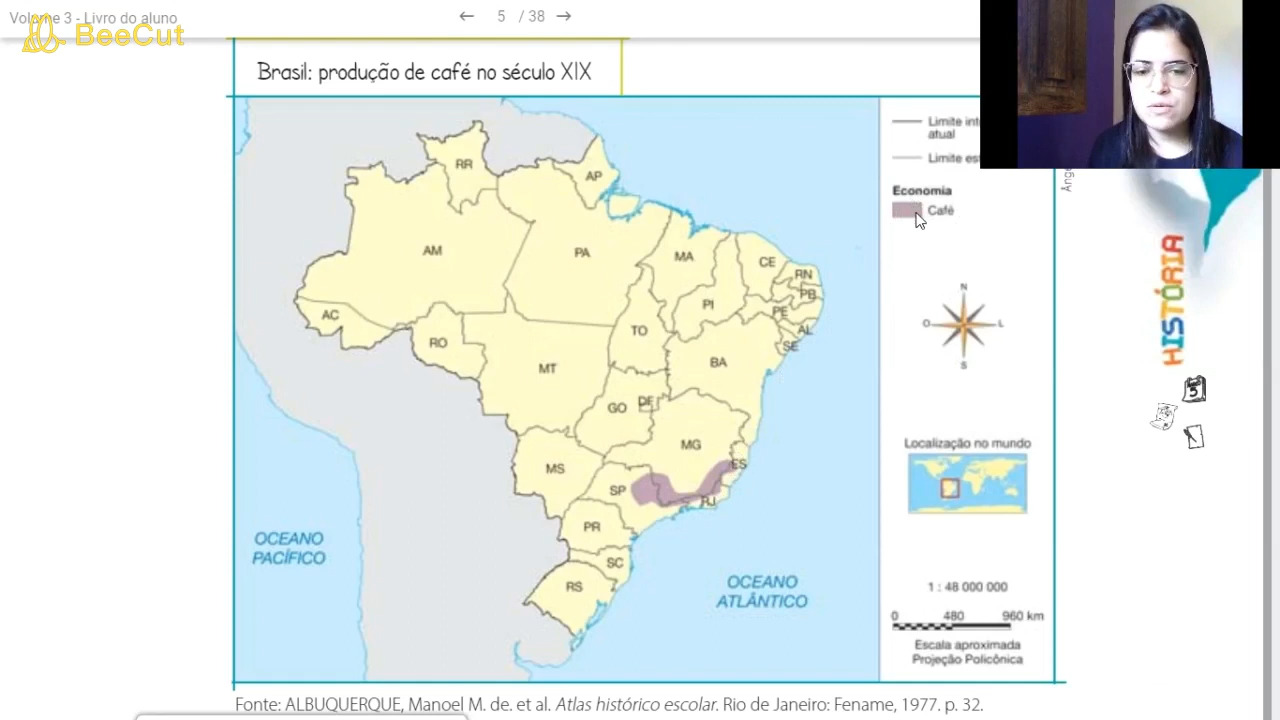 Volume 3 - Livro do aluno
5 / 38
BeeCut
Brasil: produção de café no século XIX
Limite
atual
Limite
Economia
Café
RR
AP
AM
PA
MA
CE
RN
PB
PI
PE
AL
SE
AC
RO
TO
BA
MT
GO
DF
MG
ES
MS
SP
RJ
PR
SC
RS
OCEANO
PACÍFICO
OCEANO
ATLÂNTICO
N
O
L
S
Localização no mundo
1 : 48 000 000
0 480 960 km
Escala aproximada
Projeção Policônica
HISTÓRIA
5
Fonte: ALBUQUERQUE, Manoel M. de. et al. Atlas histórico escolar. Rio de Janeiro: Fename, 1977. p. 32.